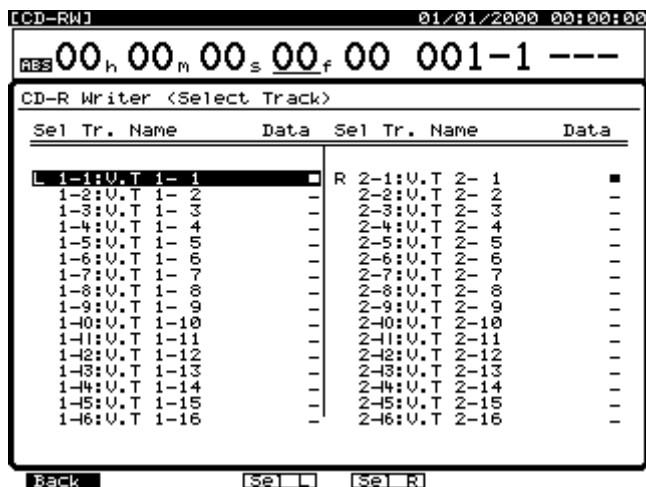 [CD-RW] 01/01/2000 00:00:00
ABS 00h 00m 00s 00f 00 001-1 ---
CD-R Writer (Select Track)
Sel Tr. Name Data Sel Tr. Name Data
L 1-1:V.T 1- 1 R 2-1:V.T 2- 1
1-2:V.T 1- 2 – 2-2:V.T 2- 2 –
1-3:V.T 1- 3 – 2-3:V.T 2- 3 –
1-4:V.T 1- 4 – 2-4:V.T 2- 4 –
1-5:V.T 1- 5 – 2-5:V.T 2- 5 –
1-6:V.T 1- 6 – 2-6:V.T 2- 6 –
1-7:V.T 1- 7 – 2-7:V.T 2- 7 –
1-8:V.T 1- 8 – 2-8:V.T 2- 8 –
1-9:V.T 1- 9 – 2-9:V.T 2- 9 –
1-10:V.T 1-10 – 2-10:V.T 2-10 –
1-11:V.T 1-11 – 2-11:V.T 2-11 –
1-12:V.T 1-12 – 2-12:V.T 2-12 –
1-13:V.T 1-13 – 2-13:V.T 2-13 –
1-14:V.T 1-14 – 2-14:V.T 2-14 –
1-15:V.T 1-15 – 2-15:V.T 2-15 –
1-16:V.T 1-16 – 2-16:V.T 2-16 –
Back Sel L Sel R